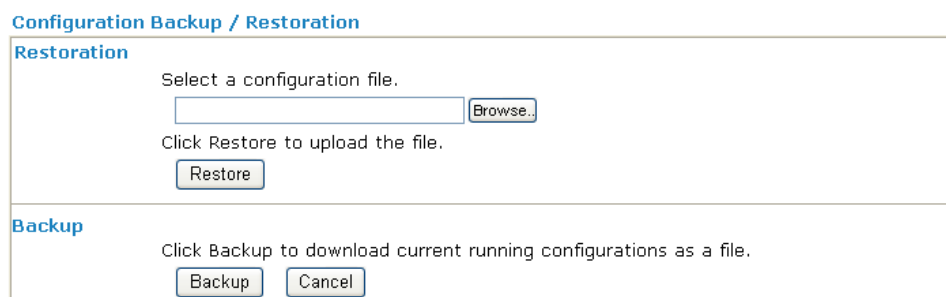 Configuration Backup / Restoration
Restoration
Select a configuration file.
Browse..
Click Restore to upload the file.
Restore
Backup
Click Backup to download current running configurations as a file.
Backup Cancel